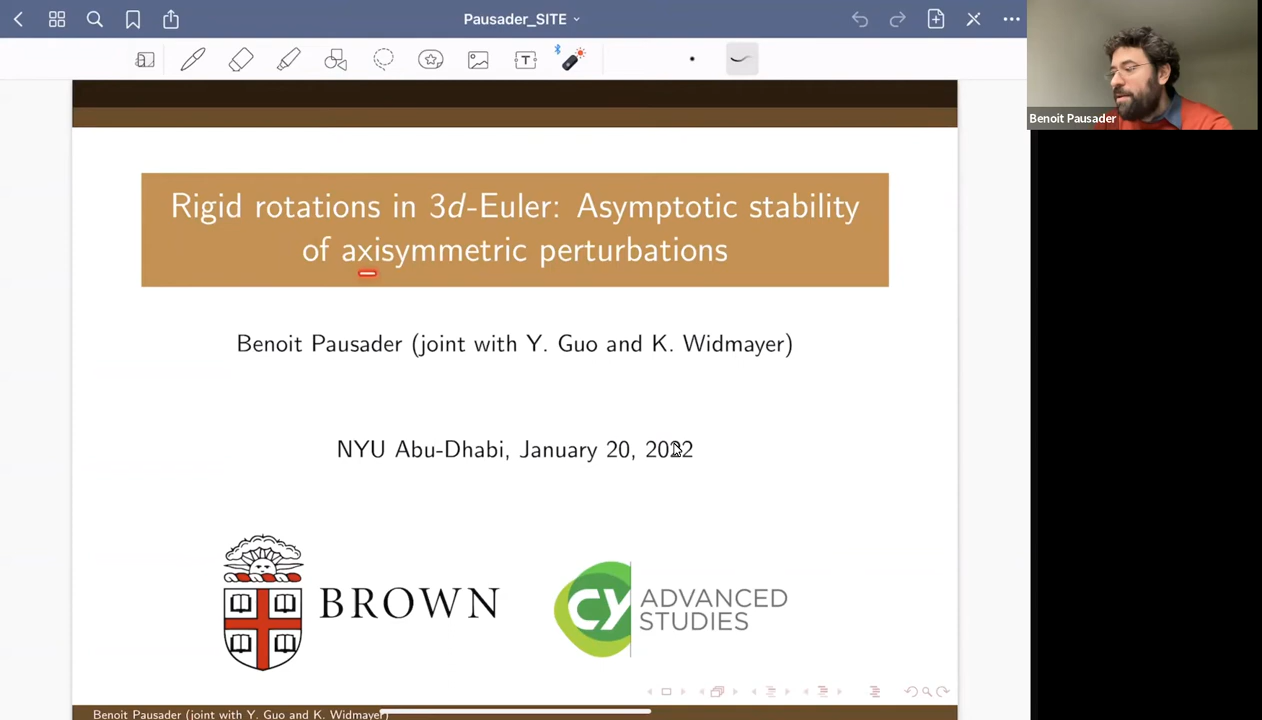 Pausader_SITE
Benoit Pausader
Rigid rotations in 3d-Euler: Asymptotic stability
of axisymmetric perturbations
Benoit Pausader (joint with Y. Guo and K. Widmayer)
NYU Abu-Dhabi, January 20, 2022
BROWN
CY ADVANCED
STUDIES
Benoit Pausader (joint with Y. Guo and K. Widmayer)